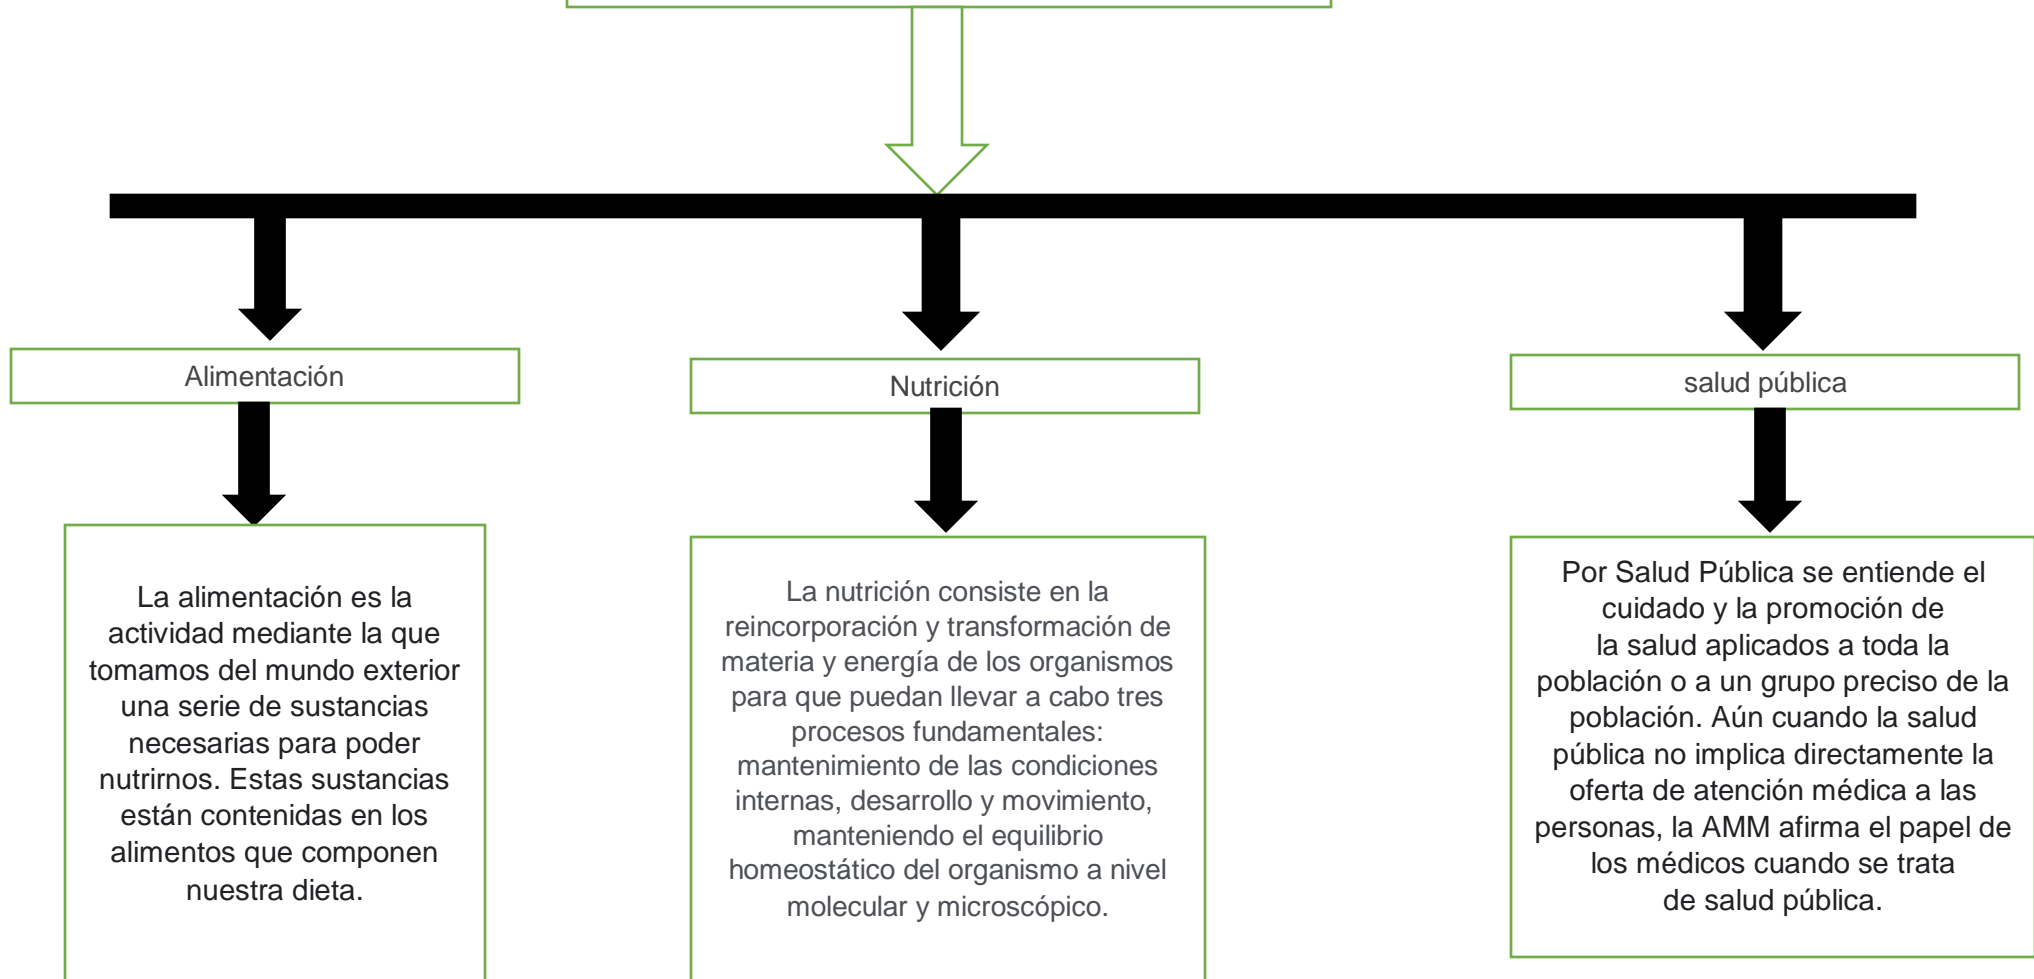 Alimentación
Nutrición
salud pública
La alimentación es la
actividad mediante la que
tomamos del mundo exterior
una serie de sustancias
necesarias para poder
nutrirnos. Estas sustancias
están contenidas en los
alimentos que componen
nuestra dieta.
La nutrición consiste en la
reincorporación y transformación de
materia y energía de los organismos
para que puedan llevar a cabo tres
procesos fundamentales:
mantenimiento de las condiciones
internas, desarrollo y movimiento,
manteniendo el equilibrio
homeostático del organismo a nivel
molecular y microscópico.
Por Salud Pública se entiende el
cuidado y la promoción de
la salud aplicados a toda la
población o a un grupo preciso de la
población. Aún cuando la salud
pública no implica directamente la
oferta de atención médica a las
personas, la AMM afirma el papel de
los médicos cuando se trata
de salud pública.